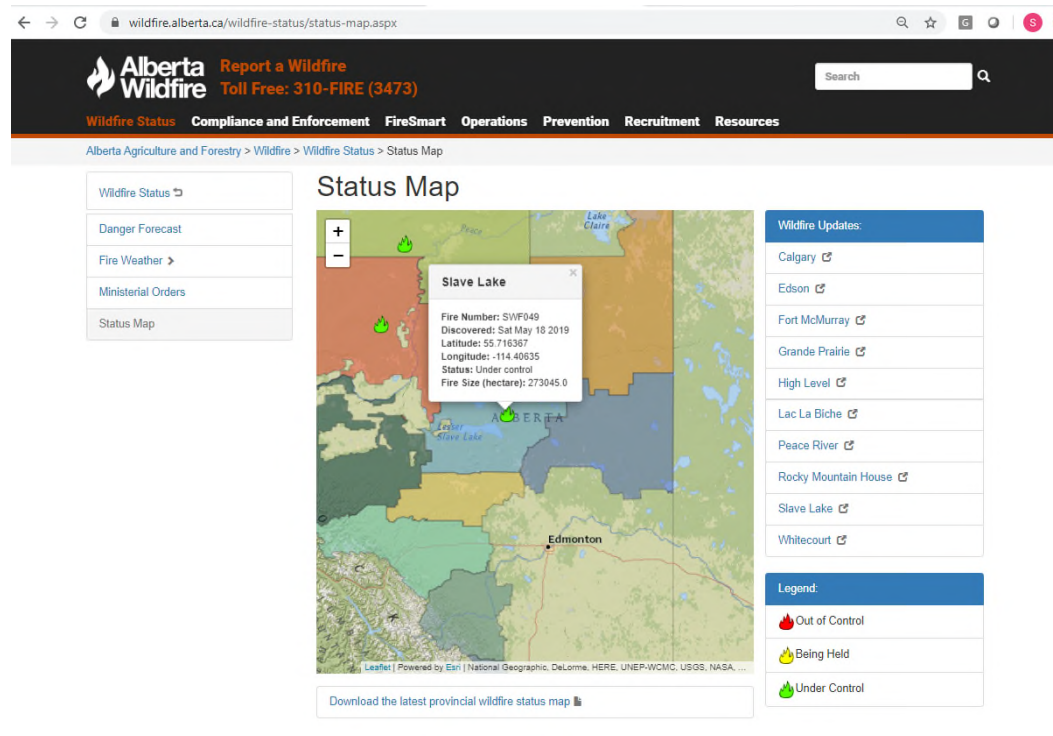 wildfire.alberta.ca/wildfire-status/status-map.aspx
G
S
Alberta Wildfire
Report a Wildfire
Toll Free: 310-FIRE (3473)
Search
Wildfire Status Compliance and Enforcement FireSmart Operations Prevention Recruitment Resources
Alberta Agriculture and Forestry > Wildfire > Wildfire Status > Status Map
Wildfire Status
Danger Forecast
Fire Weather >
Ministerial Orders
Status Map
Status Map
+
−
Peace
Lake
Claire
Slave Lake
×
Fire Number: SWF049
Discovered: Sat May 18 2019
Latitude: 55.716367
Longitude: -114.40635
Status: Under control
Fire Size (hectare): 273045.0
ALBERTA
Lesser
Slave Lake
Edmonton
Leaflet | Powered by Esri | National Geographic, DeLorme, HERE, UNEP-WCMC, USGS, NASA, ...
Download the latest provincial wildfire status map
Wildfire Updates:
Calgary
Edson
Fort McMurray
Grande Prairie
High Level
Lac La Biche
Peace River
Rocky Mountain House
Slave Lake
Whitecourt
Legend:
Out of Control
Being Held
Under Control